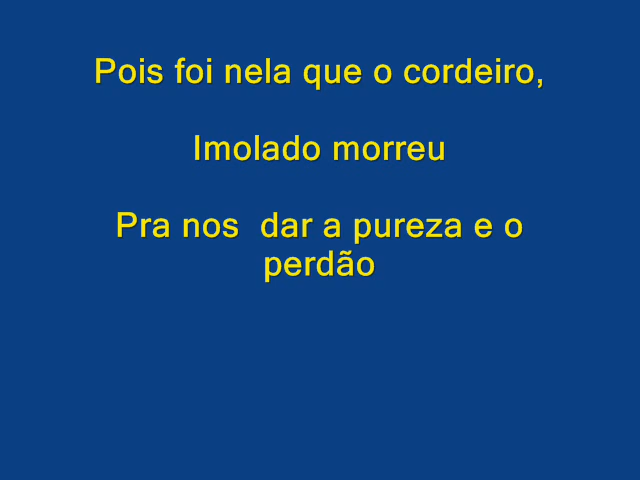 Pois foi nela que o cordeiro,
Imolado morreu
Pra nos  dar a pureza e o
perdão